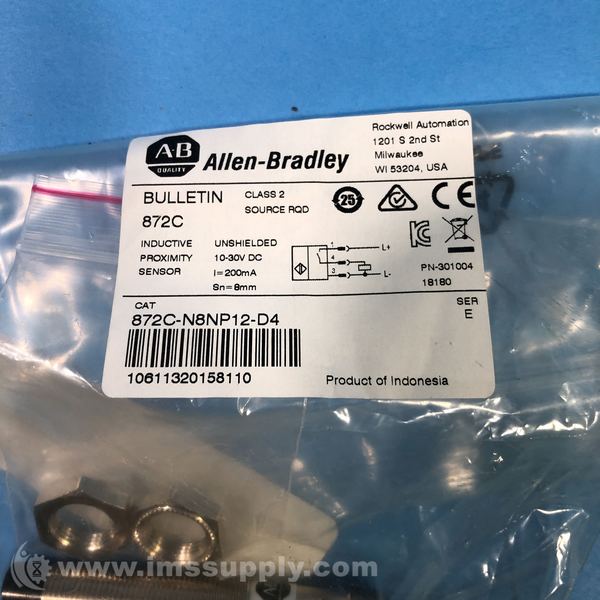 A-B
QUALITY
Allen-Bradley
Rockwell Automation
1201 S 2nd St
Milwaukee
WI 53204, USA
BULLETIN
872C
CLASS 2
SOURCE RQD
25
CE
INDUCTIVE
PROXIMITY
SENSOR
UNSHIELDED
10-30V DC
I=200mA
Sn=8mm
1
4
3
L+
L-
PN-301004
18180
CAT
872C-N8NP12-D4
SER
E
10611320158110
Product of Indonesia
www.imssupply.com